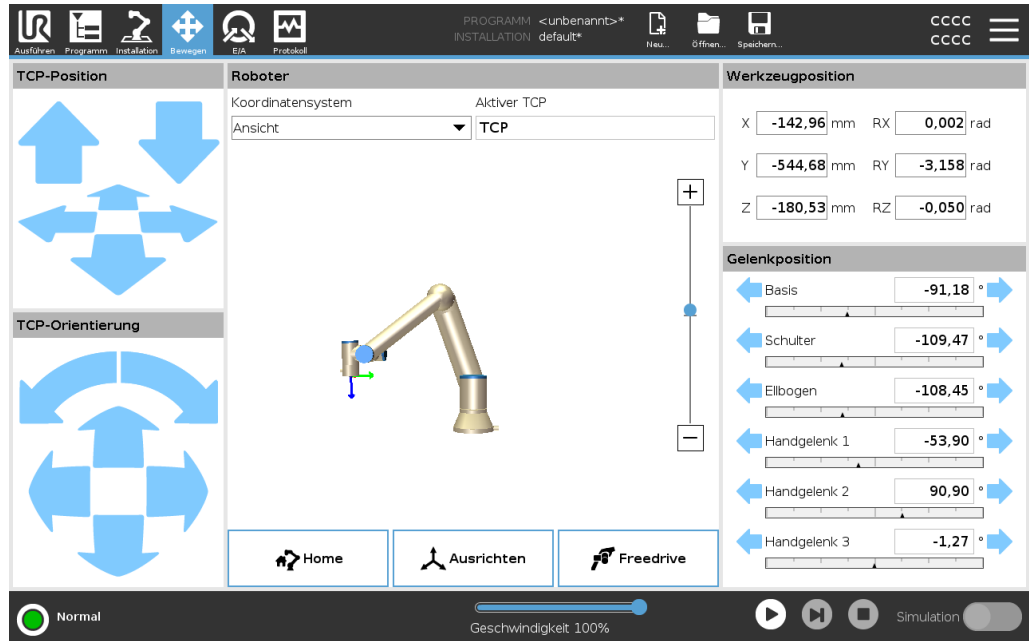 PROGRAMM <unbenannt>*
INSTALLATION default*
CCCC
CCCC
Ausführen Programm Installation Bewegen E/A Protokoll Neu... Öffnen... Speichern...
TCP-Position
Roboter
Werkzeugposition
Koordinatensystem Aktiver TCP
Ansicht TCP
X -142,96 mm RX 0,002 rad
Y -544,68 mm RY -3,158 rad
Z -180,53 mm RZ -0,050 rad
Gelenkposition
Basis -91,18 °
TCP-Orientierung
Schulter -109,47 °
Ellbogen -108,45 °
Handgelenk 1 -53,90 °
Handgelenk 2 90,90 °
Handgelenk 3 -1,27 °
Home Ausrichten Freedrive
Normal
Geschwindigkeit 100%
Simulation